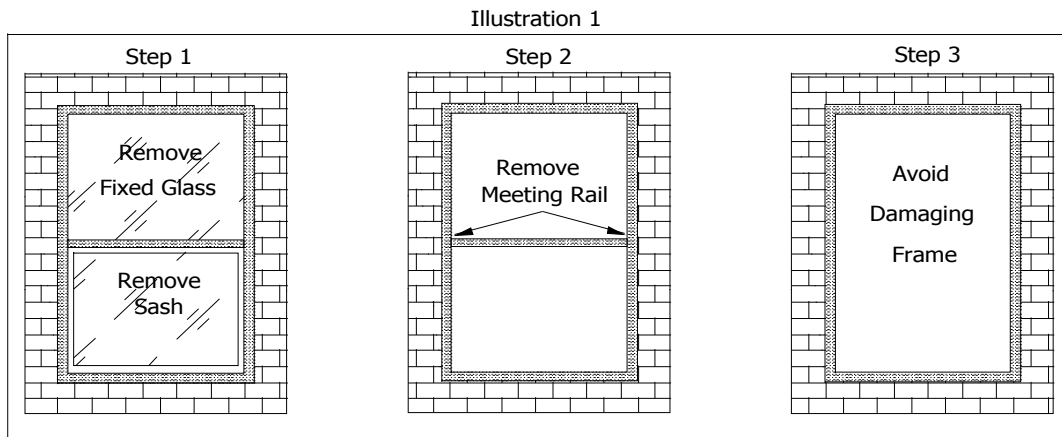 Illustration 1
Step 1
Remove
Fixed Glass
Remove
Sash
Step 2
Remove
Meeting Rail
Step 3
Avoid
Damaging
Frame